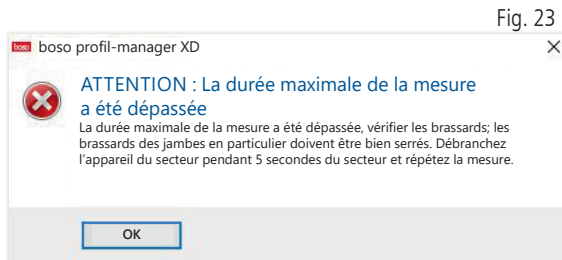 Fig. 23
boso boso profil-manager XD
ATTENTION : La durée maximale de la mesure
a été dépassée
La durée maximale de la mesure a été dépassée, vérifier les brassards; les
brassards des jambes en particulier doivent être bien serrés. Débranchez
l'appareil du secteur pendant 5 secondes du secteur et répétez la mesure.
OK